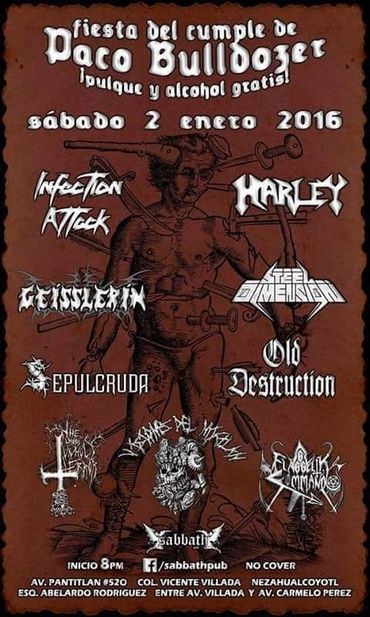 fiesta del cumple de
Paco Bulldozer
¡pulque y alcohol gratis!
sábado 2 enero 2016
Infection
Attack
HARLEY
GEISSLERIN
STEEL
DIMENSION
SEPULCRUDA
Old
Destruction
DEL
sabbath
INICIO 8PM f/sabbathpub NO COVER
AV. PANTITLAN #520 COL. VICENTE VILLADA NEZAHUALCOYOTL
ESQ. ABELARDO RODRIGUEZ ENTRE AV. VILLADA Y AV. CARMELO PEREZ